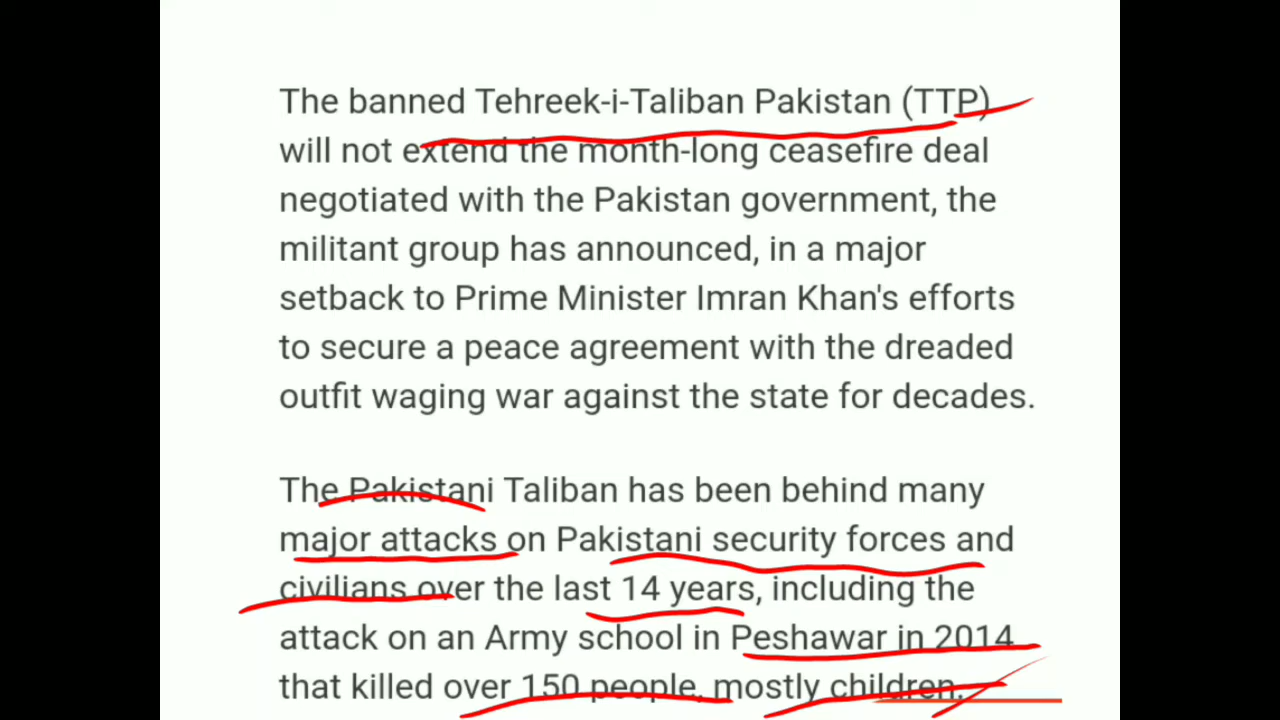 The banned Tehreek-i-Taliban Pakistan (TTP)
will not extend the month-long ceasefire deal
negotiated with the Pakistan government, the
militant group has announced, in a major
setback to Prime Minister Imran Khan's efforts
to secure a peace agreement with the dreaded
outfit waging war against the state for decades.
The Pakistani Taliban has been behind many
major attacks on Pakistani security forces and
civilians over the last 14 years, including the
attack on an Army school in Peshawar in 2014
that killed over 150 people, mostly children.